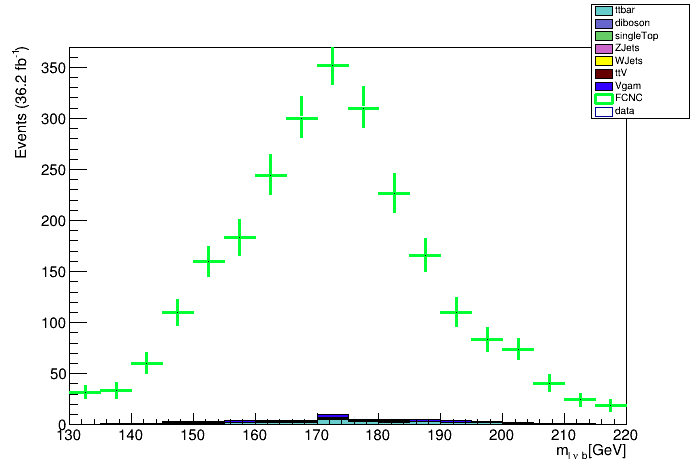 ttbar
diboson
singleTop
ZJets
WJets
ttV
Vgam
FCNC
data
Events (36.2 fb⁻¹)
350
300
250
200
150
100
50
0
130 140 150 160 170 180 190 200 210 220
m_{l ν b}[GeV]